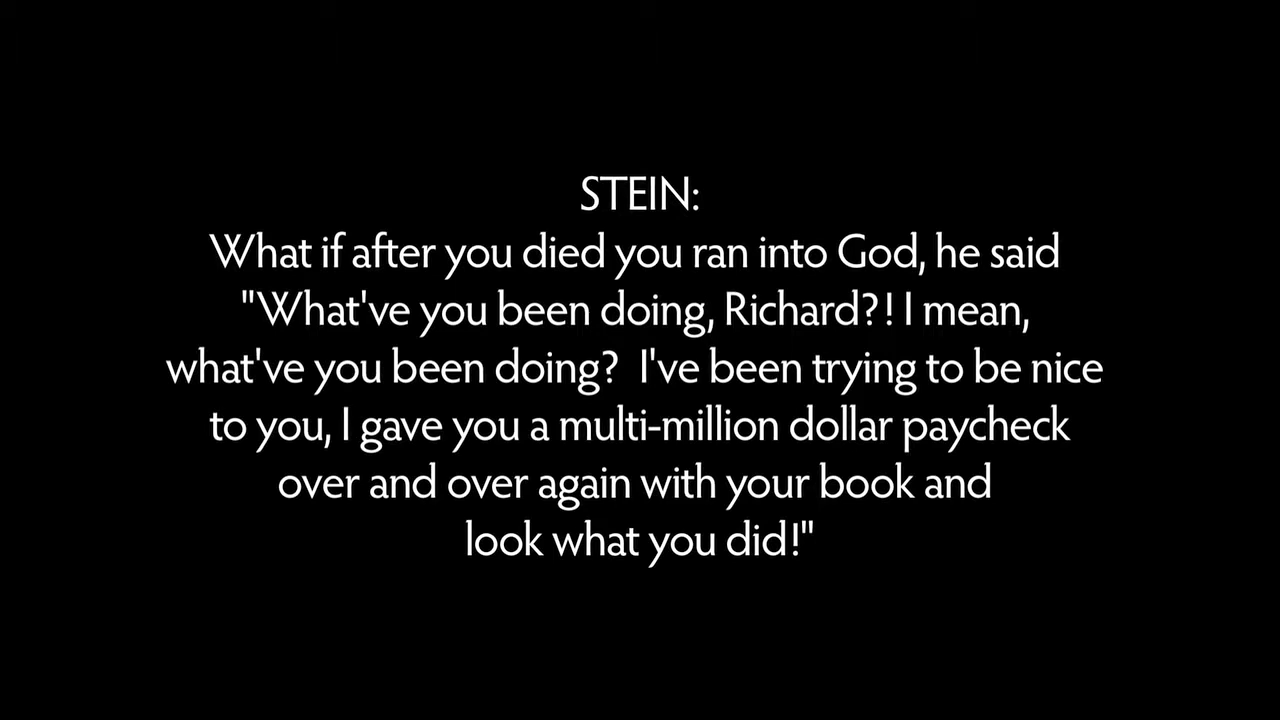 STEIN:
What if after you died you ran into God, he said
"What've you been doing, Richard?! I mean,
what've you been doing?  I've been trying to be nice
to you, I gave you a multi-million dollar paycheck
over and over again with your book and
look what you did!"